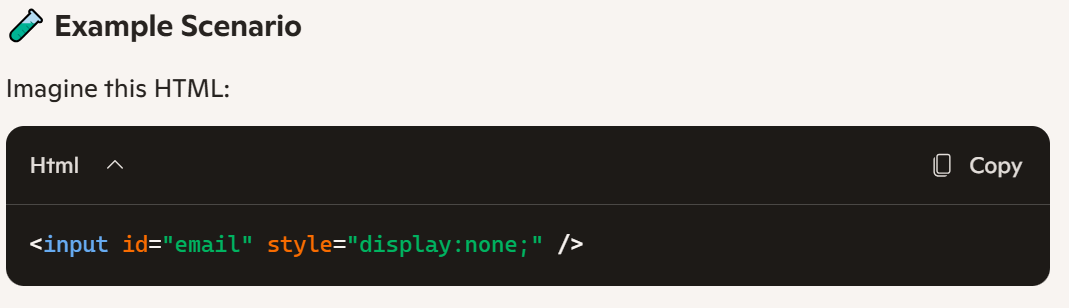 Example Scenario
Imagine this HTML:
Html Copy
<input id="email" style="display:none;" />